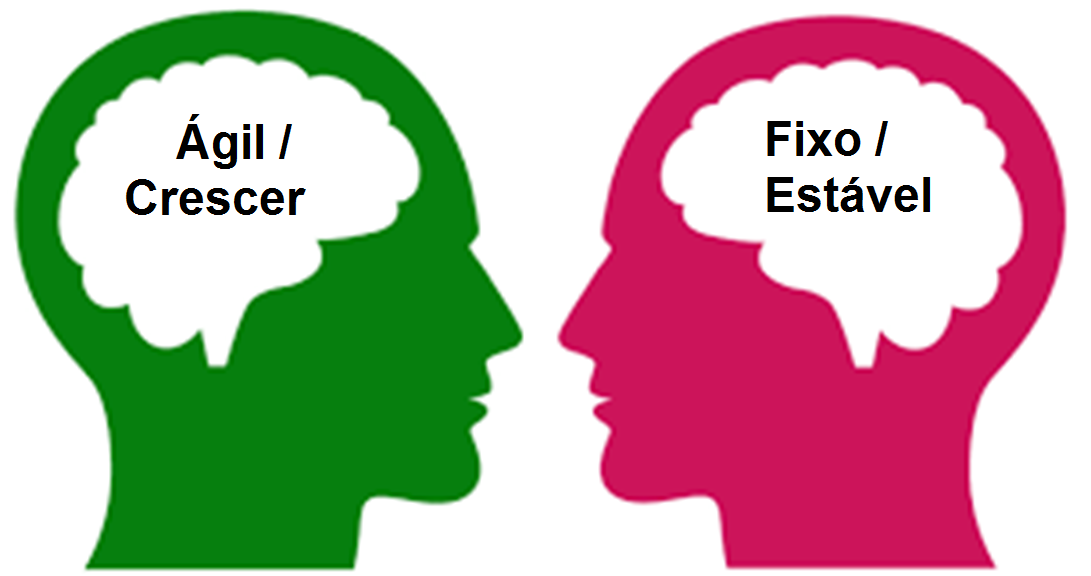 Ágil /
Crescer
Fixo /
Estável